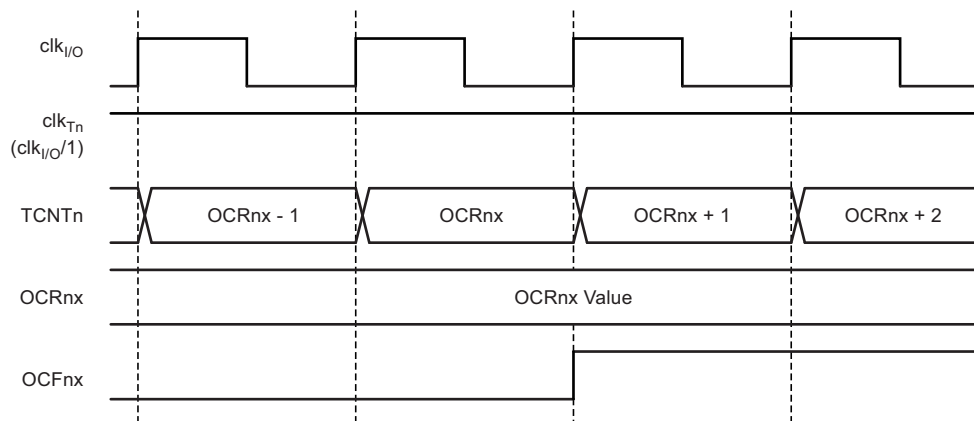 clkI/O
clkTn
(clkI/O/1)
TCNTn
OCRnx - 1
OCRnx
OCRnx + 1
OCRnx + 2
OCRnx
OCRnx Value
OCFnx